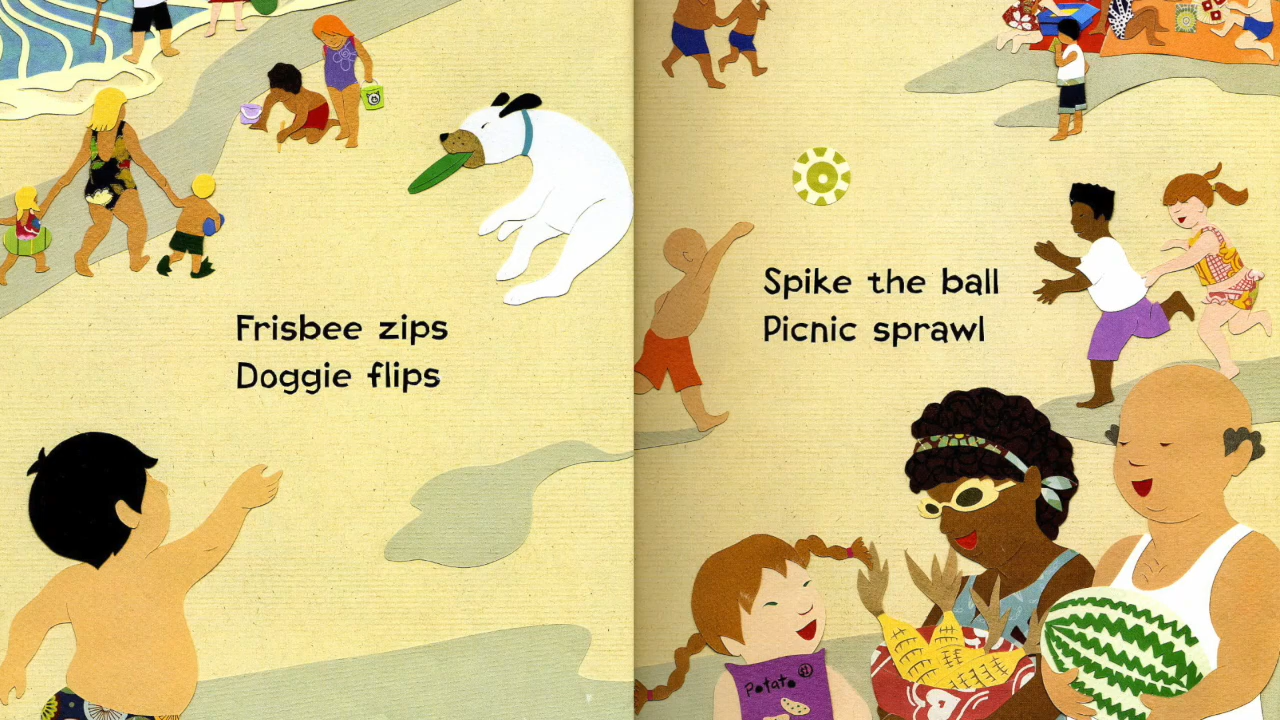 Frisbee zips
Doggie flips
Spike the ball
Picnic sprawl
Potato